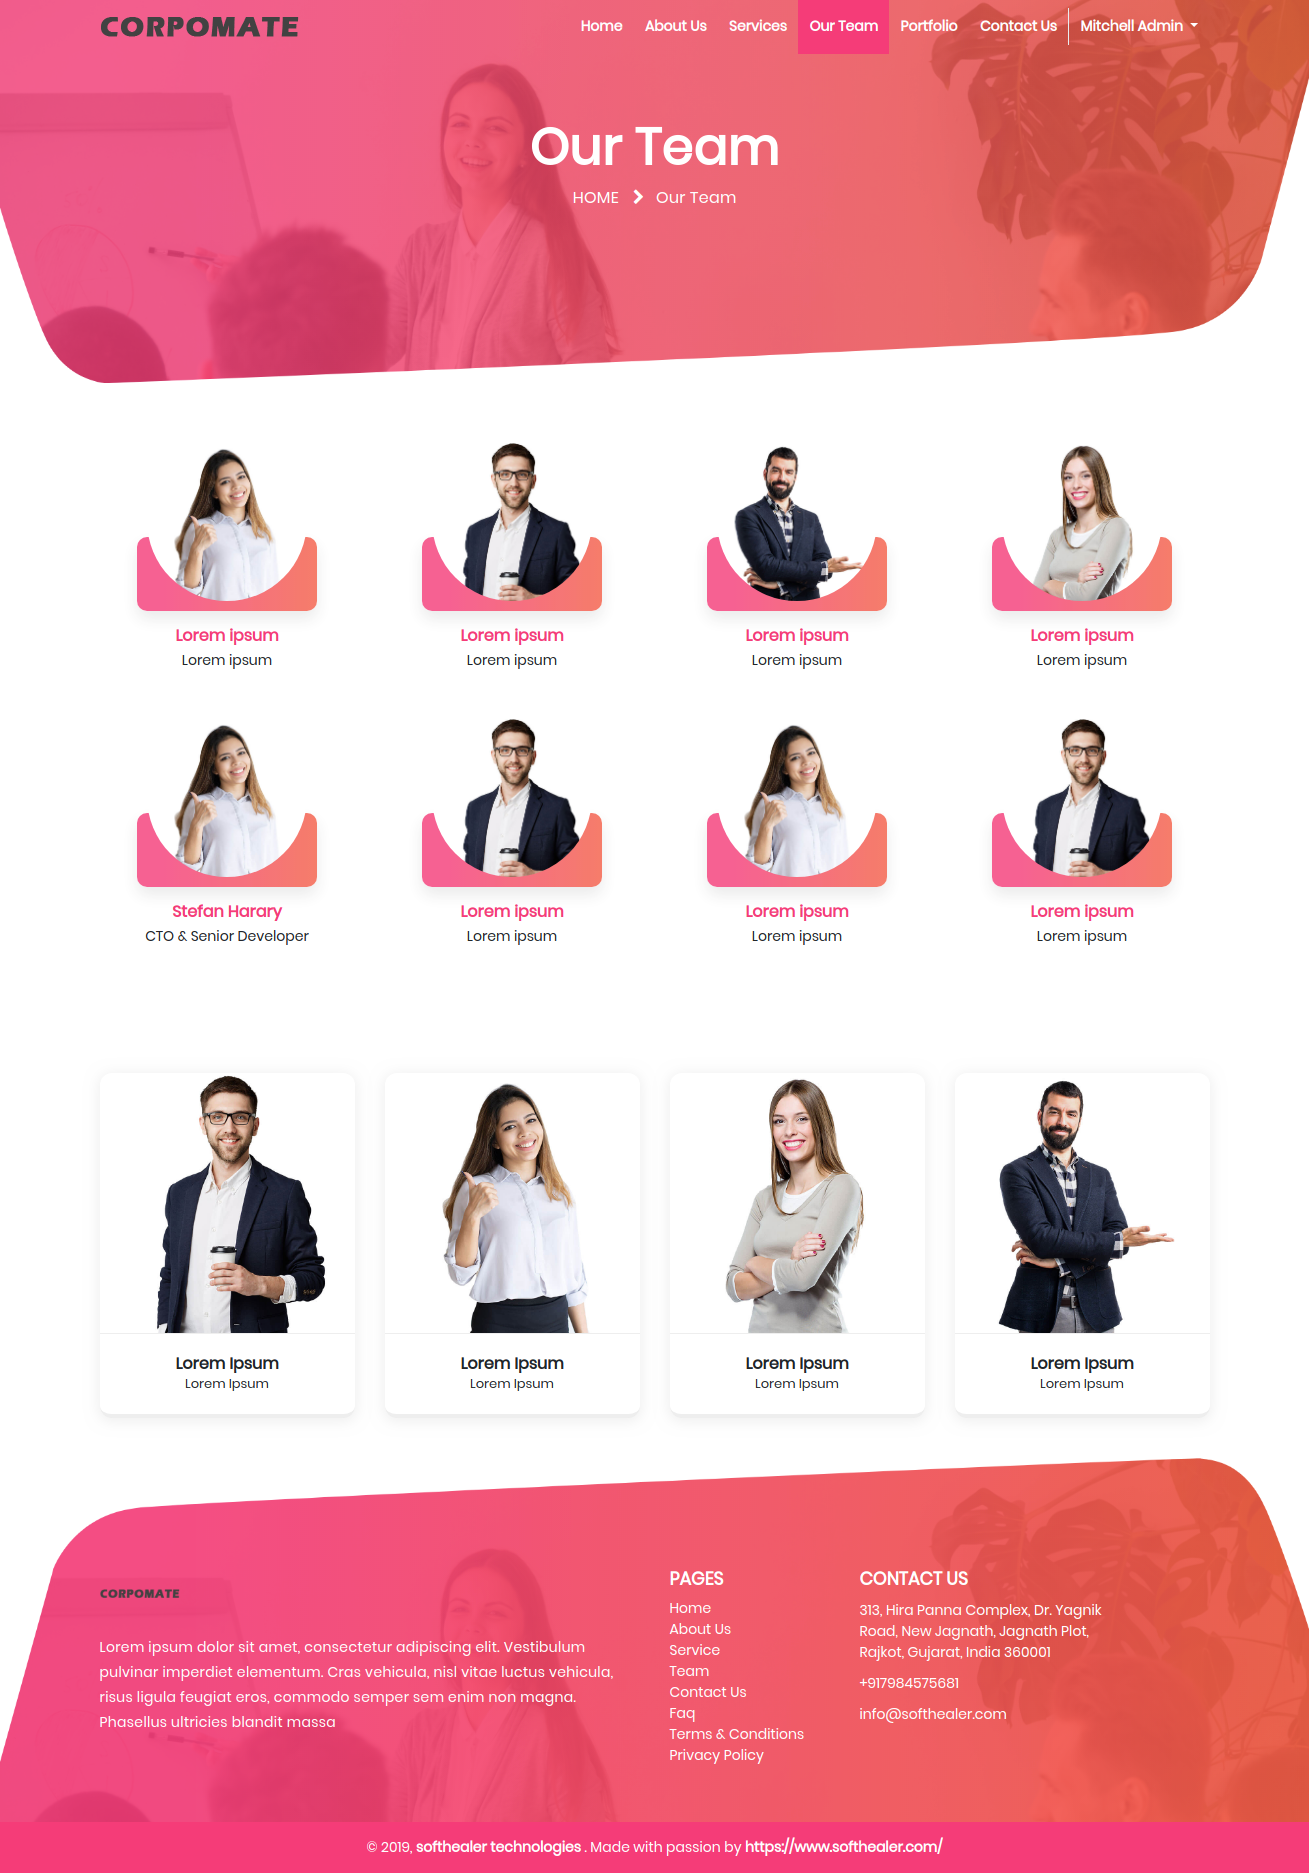 CORPOMATE
Home About Us Services Our Team Portfolio Contact Us Mitchell Admin
Our Team
HOME Our Team
Lorem ipsum Lorem ipsum Lorem ipsum Lorem ipsum
Lorem ipsum Lorem ipsum Lorem ipsum Lorem ipsum
Stefan Harary Lorem ipsum Lorem ipsum Lorem ipsum
CTO & Senior Developer Lorem ipsum Lorem ipsum Lorem ipsum
Lorem Ipsum Lorem Ipsum Lorem Ipsum Lorem Ipsum
Lorem Ipsum Lorem Ipsum Lorem Ipsum Lorem Ipsum
CORPOMATE
Lorem ipsum dolor sit amet, consectetur adipiscing elit. Vestibulum
pulvinar imperdiet elementum. Cras vehicula, nisl vitae luctus vehicula,
risus ligula feugiat eros, commodo semper sem enim non magna.
Phasellus ultricies blandit massa
PAGES
Home
About Us
Service
Team
Contact Us
Faq
Terms & Conditions
Privacy Policy
CONTACT US
313, Hira Panna Complex, Dr. Yagnik
Road, New Jagnath, Jagnath Plot,
Rajkot, Gujarat, India 360001
+917984575681
info@softhealer.com
© 2019, softhealer technologies . Made with passion by https://www.softhealer.com/